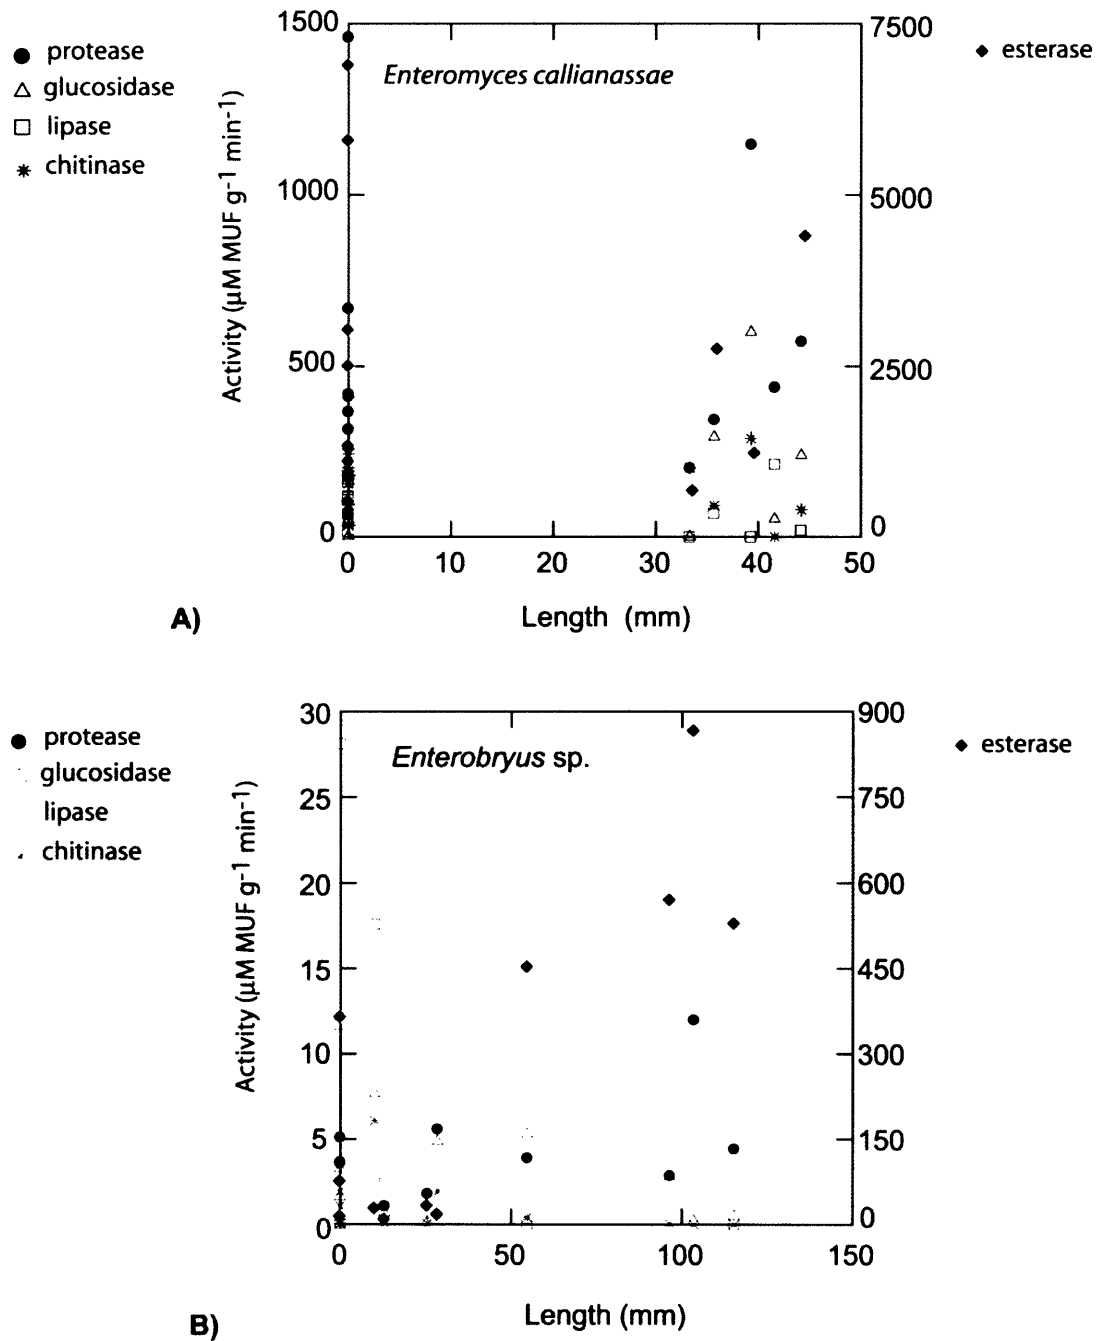 1500
7500
protease
glucosidase
lipase
chitinase
esterase
Enteromyces callianassae
Activity (µM MUF g-1 min-1)
1000
5000
500
2500
0
0
0 10 20 30 40 50
Length (mm)
A)
30
900
protease
glucosidase
lipase
chitinase
esterase
Enterobryus sp.
Activity (µM MUF g-1 min-1)
25
750
20
600
15
450
10
300
5
150
0
0
0 50 100 150
Length (mm)
B)